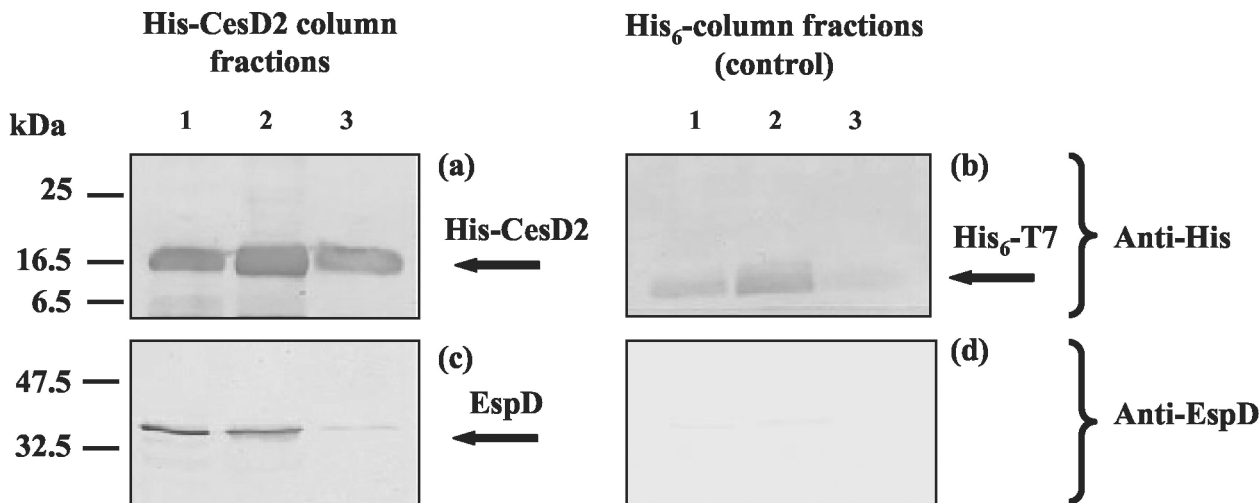 His-CesD2 column
fractions
His₆-column fractions
(control)
kDa
1 2 3
1 2 3
25
16.5
6.5
(a)
His-CesD2
(b)
His₆-T7
Anti-His
47.5
32.5
(c)
EspD
(d)
Anti-EspD